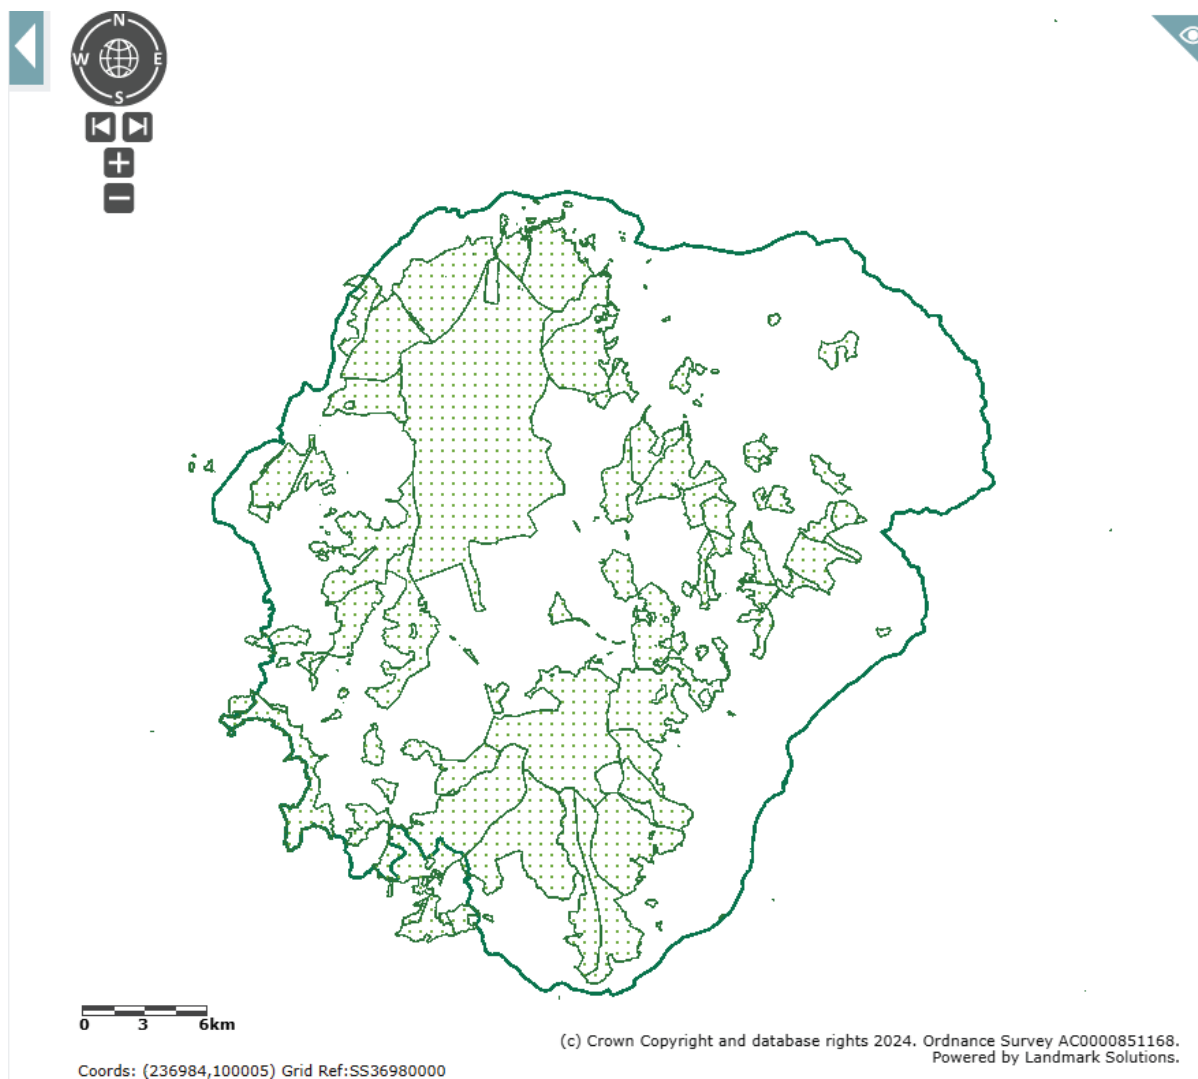 N
W E
S
0 3 6km
(c) Crown Copyright and database rights 2024. Ordnance Survey AC0000851168.
Powered by Landmark Solutions.
Coords: (236984,100005) Grid Ref:SS36980000